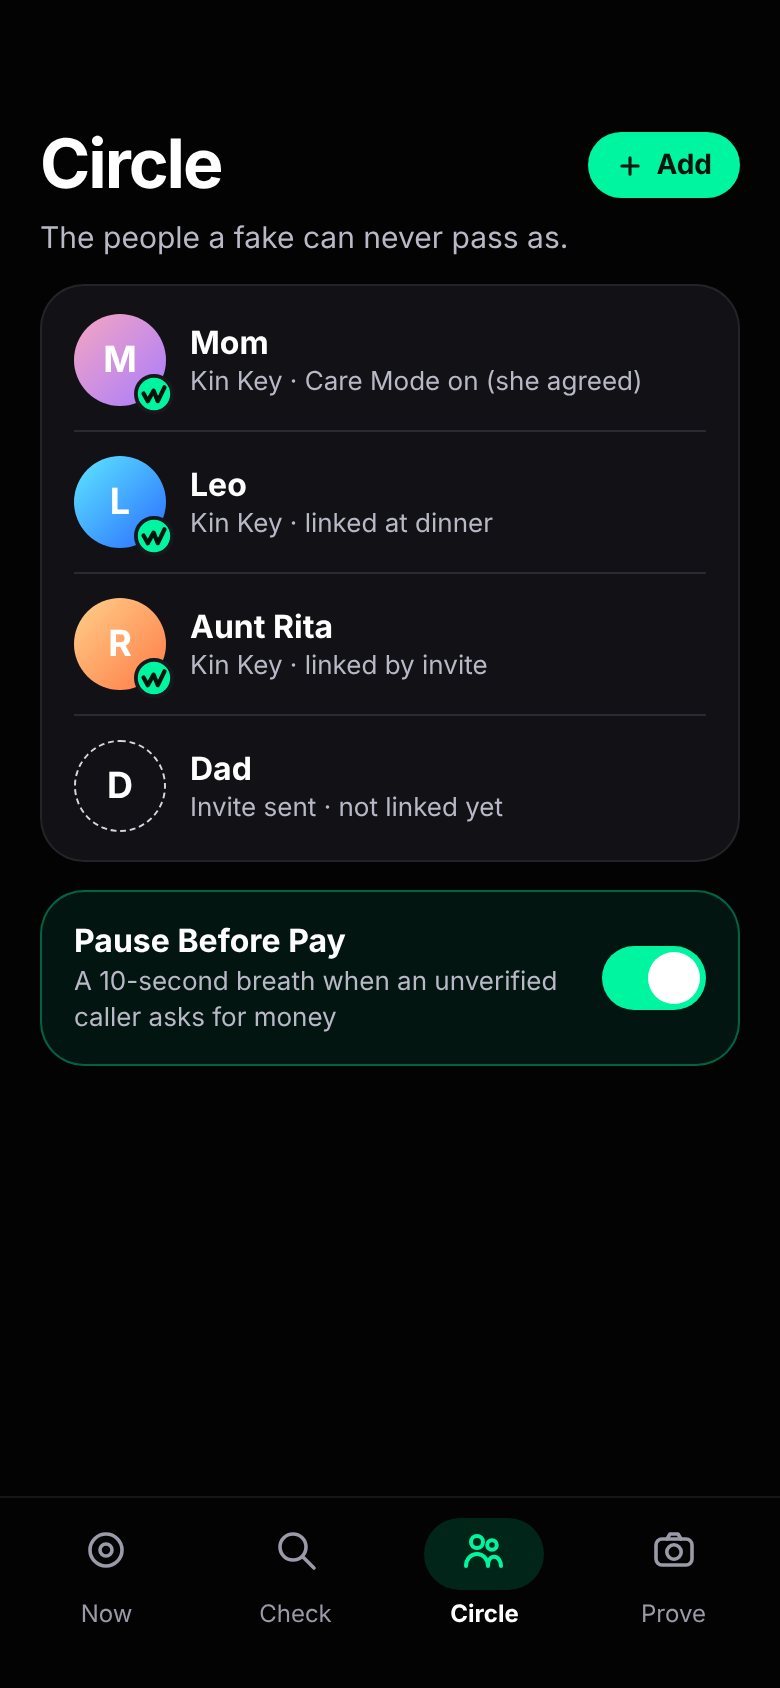 Circle
+ Add
The people a fake can never pass as.
M
Mom
Kin Key · Care Mode on (she agreed)
L
Leo
Kin Key · linked at dinner
R
Aunt Rita
Kin Key · linked by invite
D
Dad
Invite sent · not linked yet
Pause Before Pay
A 10-second breath when an unverified
caller asks for money
Now
Check
Circle
Prove